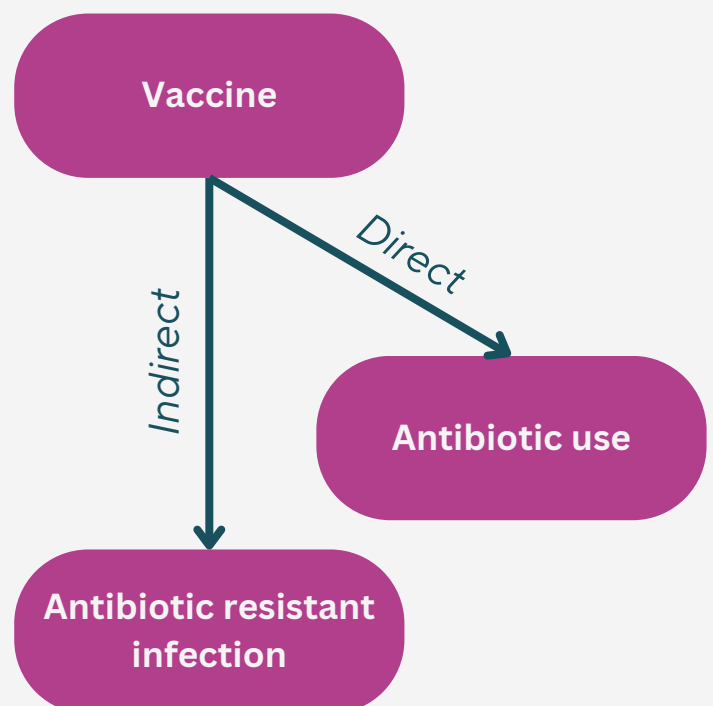 Vaccine
Direct
Indirect
Antibiotic use
Antibiotic resistant
infection